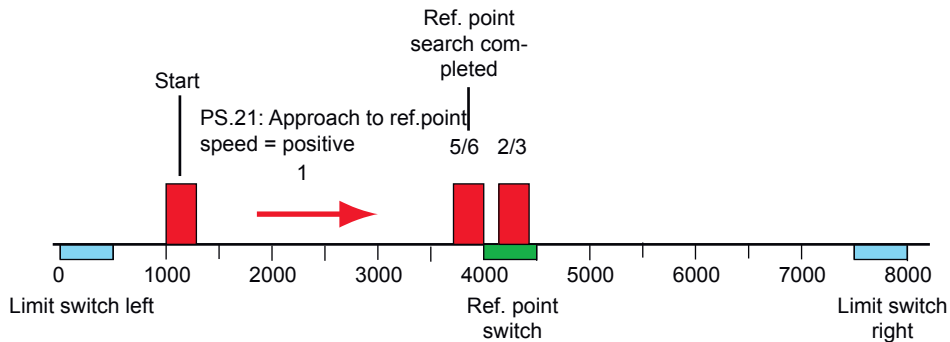 Ref. point
search com-
pleted
Start
PS.21: Approach to ref.point
speed = positive
5/6
2/3
1
0
1000
2000
3000
4000
5000
6000
7000
8000
Limit switch left
Ref. point
switch
Limit switch
right